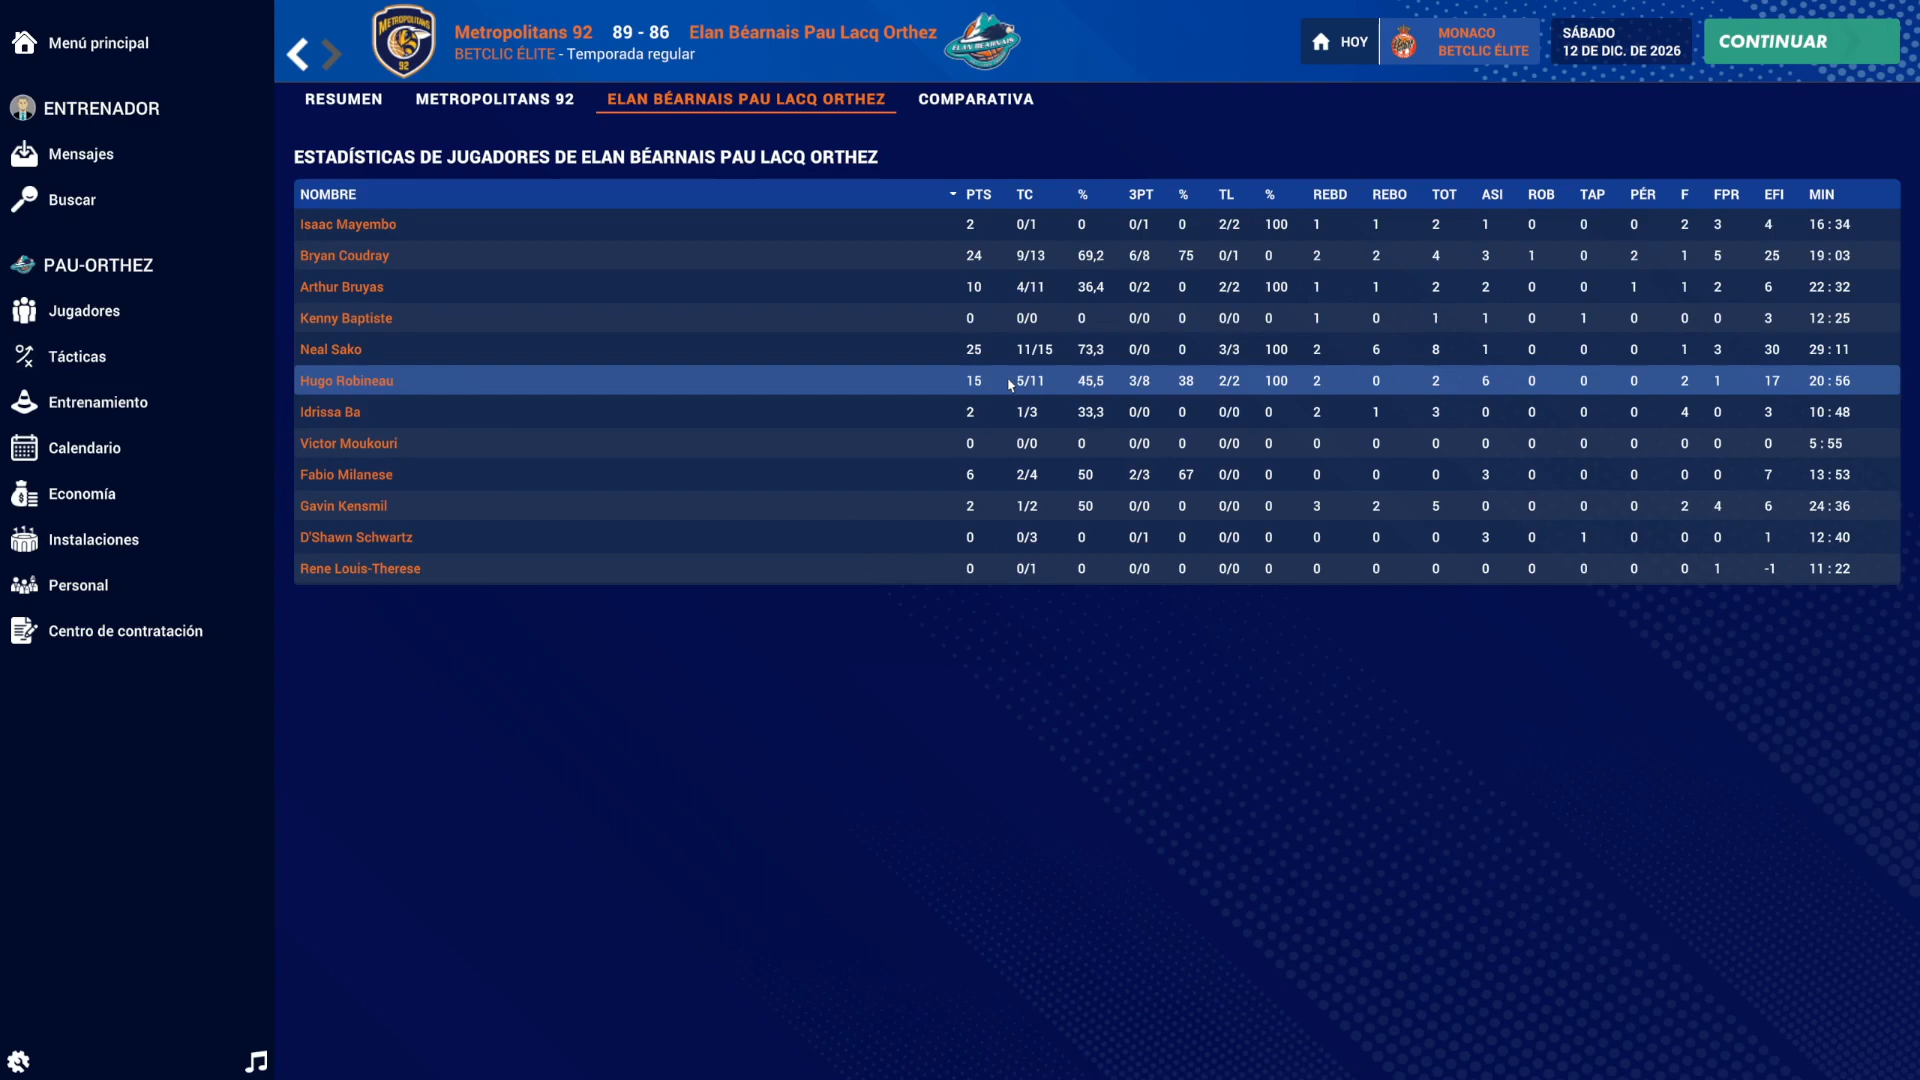 Menú principal
ENTRENADOR
Mensajes
Buscar
PAU-ORTHEZ
Jugadores
Tácticas
Entrenamiento
Calendario
Economía
Instalaciones
Personal
Centro de contratación
METROPOLITANS
92
Metropolitans 92 89 - 86 Elan Béarnais Pau Lacq Orthez
BETCLIC ÉLITE - Temporada regular
ELAN BÉARNAIS
HOY
MONACO
BETCLIC ÉLITE
SÁBADO
12 DE DIC. DE 2026
CONTINUAR
RESUMEN METROPOLITANS 92 ELAN BÉARNAIS PAU LACQ ORTHEZ COMPARATIVA
ESTADÍSTICAS DE JUGADORES DE ELAN BÉARNAIS PAU LACQ ORTHEZ
NOMBRE PTS TC % 3PT % TL % REBD REBO TOT ASI ROB TAP PÉR F FPR EFI MIN
Isaac Mayembo 2 0/1 0 0/1 0 2/2 100 1 1 2 1 0 0 0 2 3 4 16 : 34
Bryan Coudray 24 9/13 69,2 6/8 75 0/1 0 2 2 4 3 1 0 2 1 5 25 19 : 03
Arthur Bruyas 10 4/11 36,4 0/2 0 2/2 100 1 1 2 2 0 0 1 1 2 6 22 : 32
Kenny Baptiste 0 0/0 0 0/0 0 0/0 0 1 0 1 1 0 1 0 0 0 3 12 : 25
Neal Sako 25 11/15 73,3 0/0 0 3/3 100 2 6 8 1 0 0 0 1 3 30 29 : 11
Hugo Robineau 15 5/11 45,5 3/8 38 2/2 100 2 0 2 6 0 0 0 2 1 17 20 : 56
Idrissa Ba 2 1/3 33,3 0/0 0 0/0 0 2 1 3 0 0 0 0 4 0 3 10 : 48
Victor Moukouri 0 0/0 0 0/0 0 0/0 0 0 0 0 0 0 0 0 0 0 0 5 : 55
Fabio Milanese 6 2/4 50 2/3 67 0/0 0 0 0 0 3 0 0 0 0 0 7 13 : 53
Gavin Kensmil 2 1/2 50 0/0 0 0/0 0 3 2 5 0 0 0 0 2 4 6 24 : 36
D'Shawn Schwartz 0 0/3 0 0/1 0 0/0 0 0 0 0 3 0 1 0 0 0 1 12 : 40
Rene Louis-Therese 0 0/1 0 0/0 0 0/0 0 0 0 0 0 0 0 0 0 1 -1 11 : 22